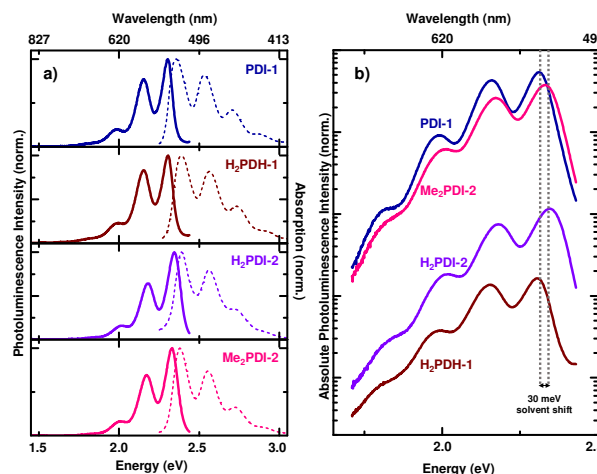 Wavelength (nm)
827 620 496 413
a)
PDI-1
H₂PDH-1
H₂PDI-2
Me₂PDI-2
Photoluminescence Intensity (norm.)
Absorption (norm.)
1.5 2.0 2.5 3.0
Energy (eV)
Wavelength (nm)
620 49
b)
PDI-1
Me₂PDI-2
H₂PDI-2
H₂PDH-1
30 meV
solvent shift
Absolute Photoluminescence Intensity (norm.)
2.0 2.
Energy (eV)